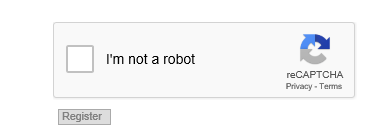 I'm not a robot
reCAPTCHA
Privacy - Terms
Register